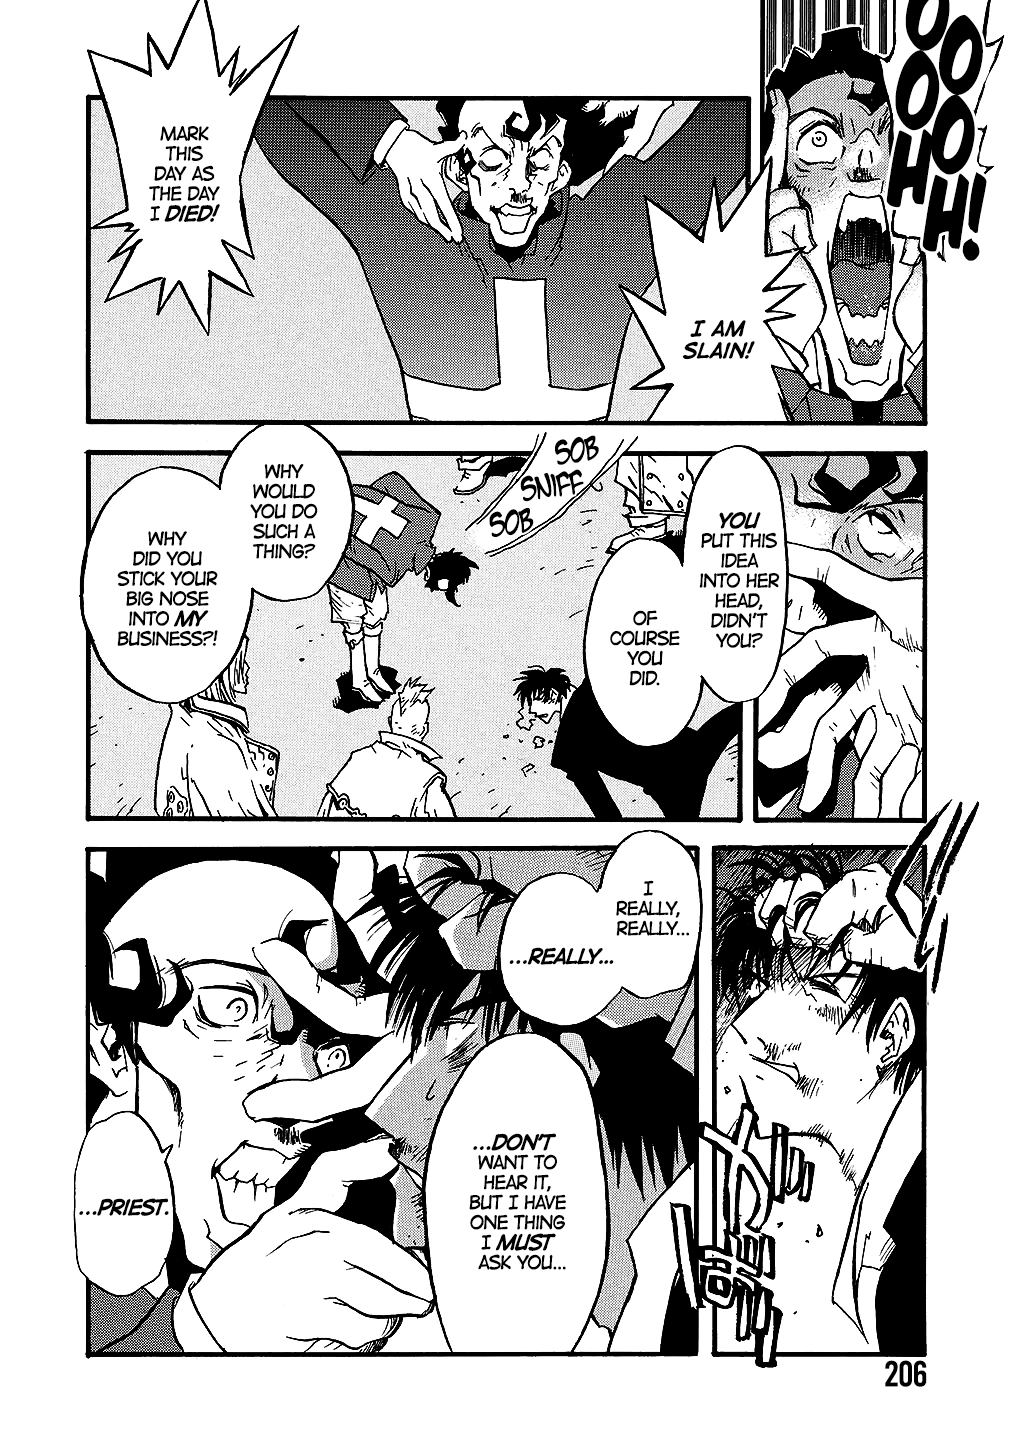 OOOOH!
OOOH
I AM
SLAIN!
MARK
THIS
DAY AS
THE DAY
I DIED!
YOU
PUT THIS
IDEA
INTO HER
HEAD,
DIDN'T
YOU?
OF
COURSE
YOU
DID.
SOB
SNIFF
SOB
WHY
WOULD
YOU DO
SUCH A
THING?
WHY
DID YOU
STICK YOUR
BIG NOSE
INTO MY
BUSINESS?!
I
REALLY,
REALLY...
...REALLY...
...DON'T
WANT TO
HEAR IT,
BUT I HAVE
ONE THING
I MUST
ASK YOU...
...PRIEST.
206